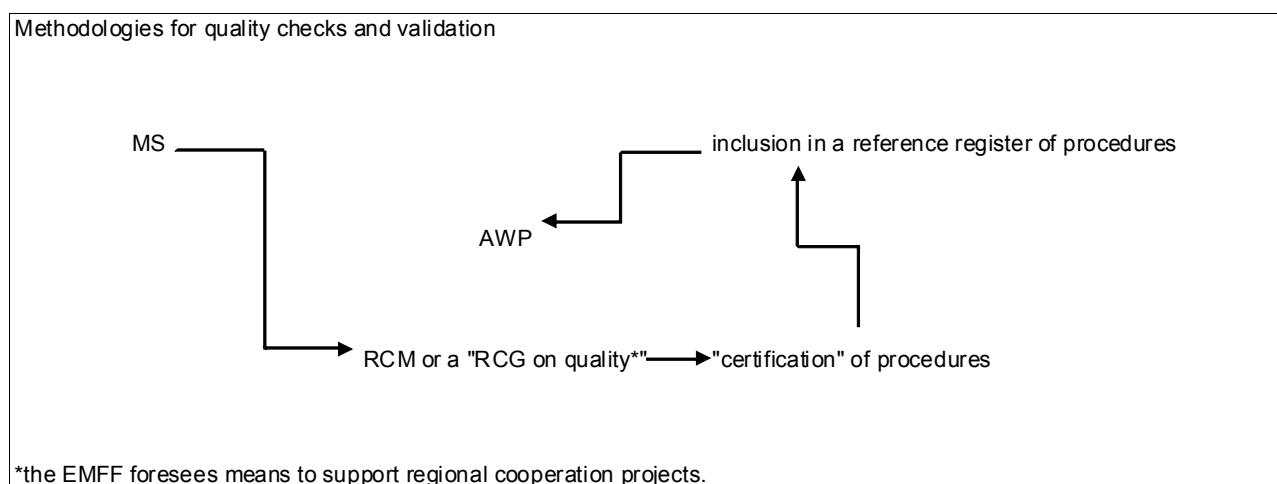 Methodologies for quality checks and validation
MS
inclusion in a reference register of procedures
AWP
RCM or a "RCG on quality*"
"certification" of procedures
*the EMFF foresees means to support regional cooperation projects.